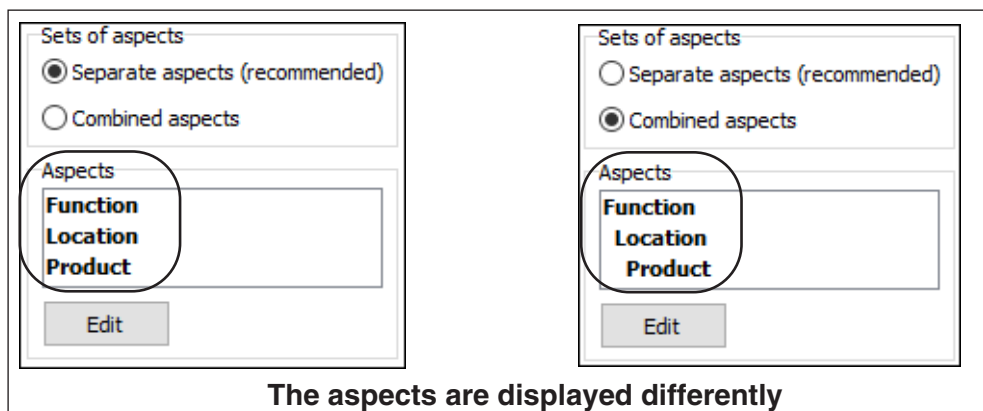 Sets of aspects
Separate aspects (recommended)
Combined aspects
Aspects
Function
Location
Product
Edit
Sets of aspects
Separate aspects (recommended)
Combined aspects
Aspects
Function
Location
Product
Edit
The aspects are displayed differently